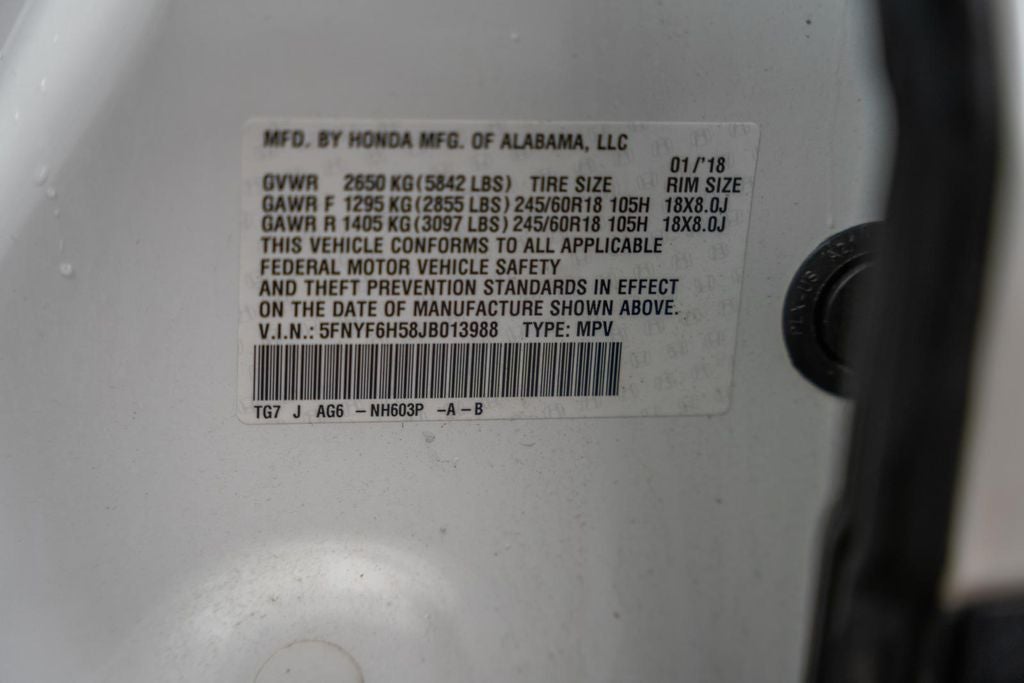 MFD. BY HONDA MFG. OF ALABAMA, LLC
01/'18
GVWR 2650 KG(5842 LBS) TIRE SIZE RIM SIZE
GAWR F 1295 KG(2855 LBS) 245/60R18 105H 18X8.0J
GAWR R 1405 KG(3097 LBS) 245/60R18 105H 18X8.0J
THIS VEHICLE CONFORMS TO ALL APPLICABLE
FEDERAL MOTOR VEHICLE SAFETY
AND THEFT PREVENTION STANDARDS IN EFFECT
ON THE DATE OF MANUFACTURE SHOWN ABOVE.
V.I.N.: 5FNYF6H58JB013988 TYPE: MPV
TG7 J AG6 -NH603P -A-B